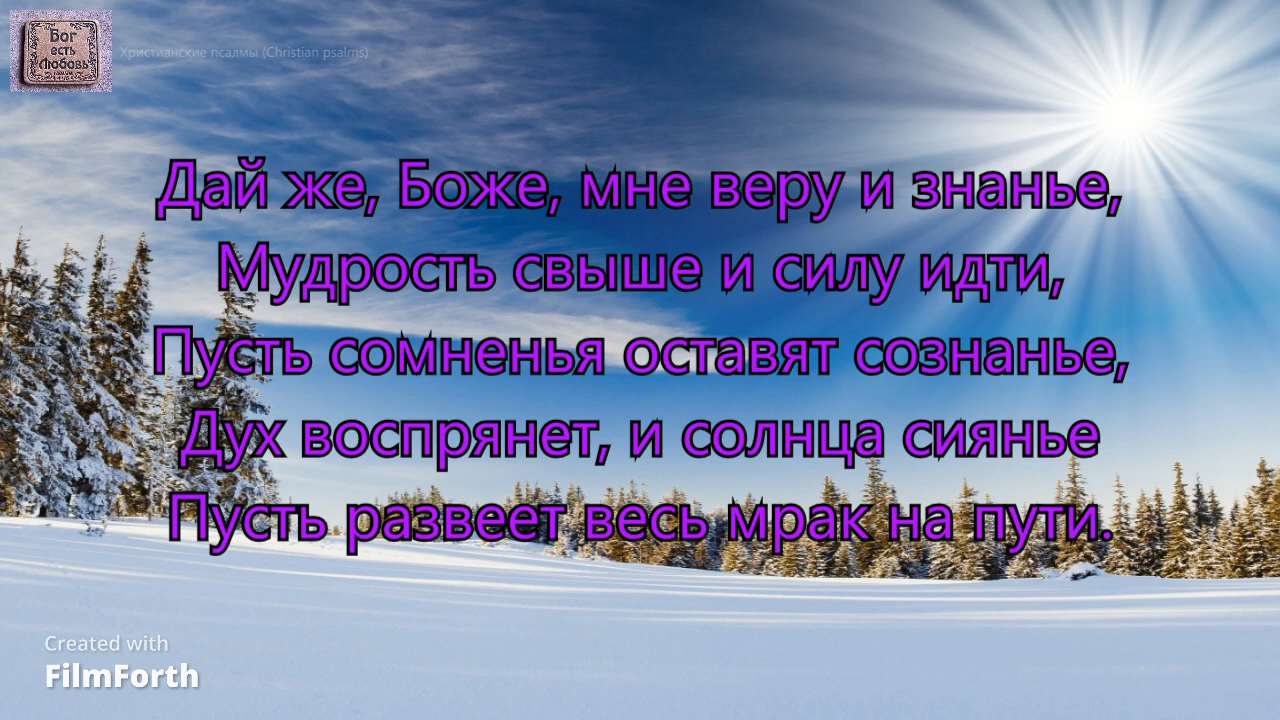 Бог
есть
Любовь
Христианские псалмы (Christian psalms)
Дай же, Боже, мне веру и знанье,
Мудрость свыше и силу идти,
Пусть сомненья оставят сознанье,
Дух воспрянет, и солнца сиянье
Пусть развеет весь мрак на пути.
Created with
FilmForth